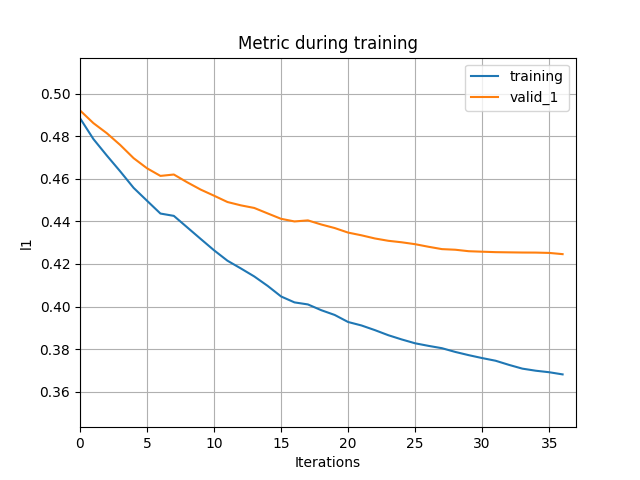 Metric during training
training
valid_1
0.50
0.48
0.46
0.44
0.42
0.40
0.38
0.36
l1
0 5 10 15 20 25 30 35
Iterations